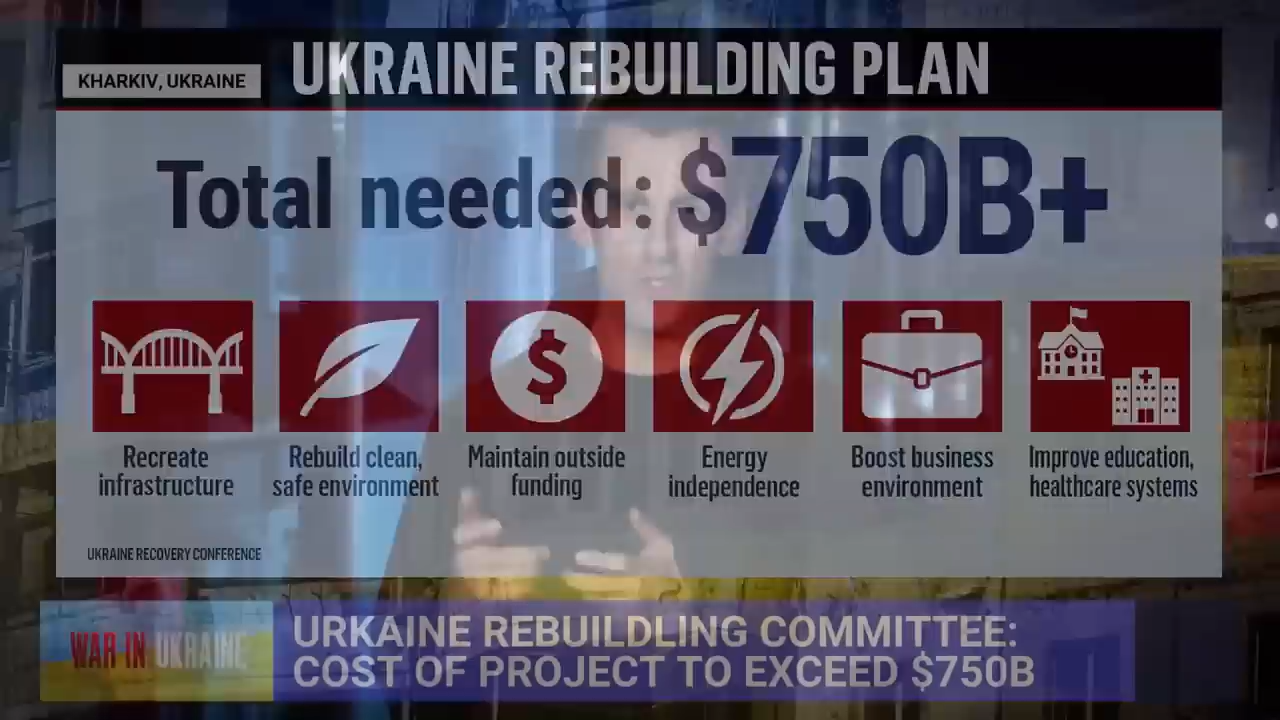 KHARKIV, UKRAINE
UKRAINE REBUILDING PLAN
Total needed: $750B+
Recreate
infrastructure
Rebuild clean,
safe environment
Maintain outside
funding
Energy
independence
Boost business
environment
Improve education,
healthcare systems
UKRAINE RECOVERY CONFERENCE
WAR IN UKRAINE
URKAINE REBUILDLING COMMITTEE:
COST OF PROJECT TO EXCEED $750B